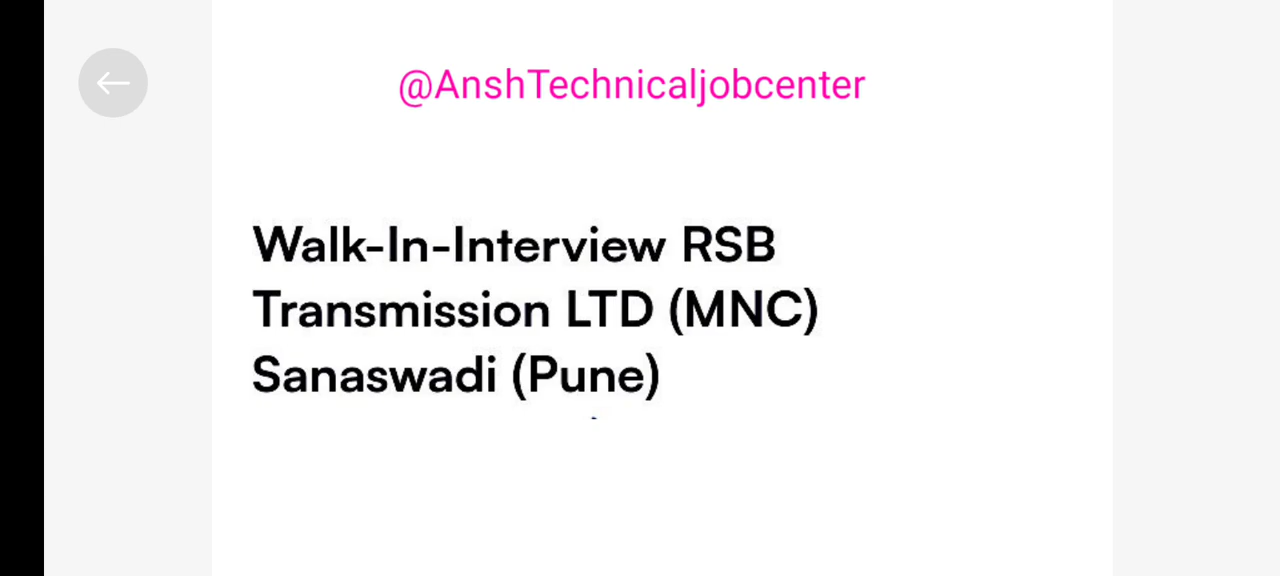 @AnshTechnicaljobcenter
Walk-In-Interview RSB
Transmission LTD (MNC)
Sanaswadi (Pune)